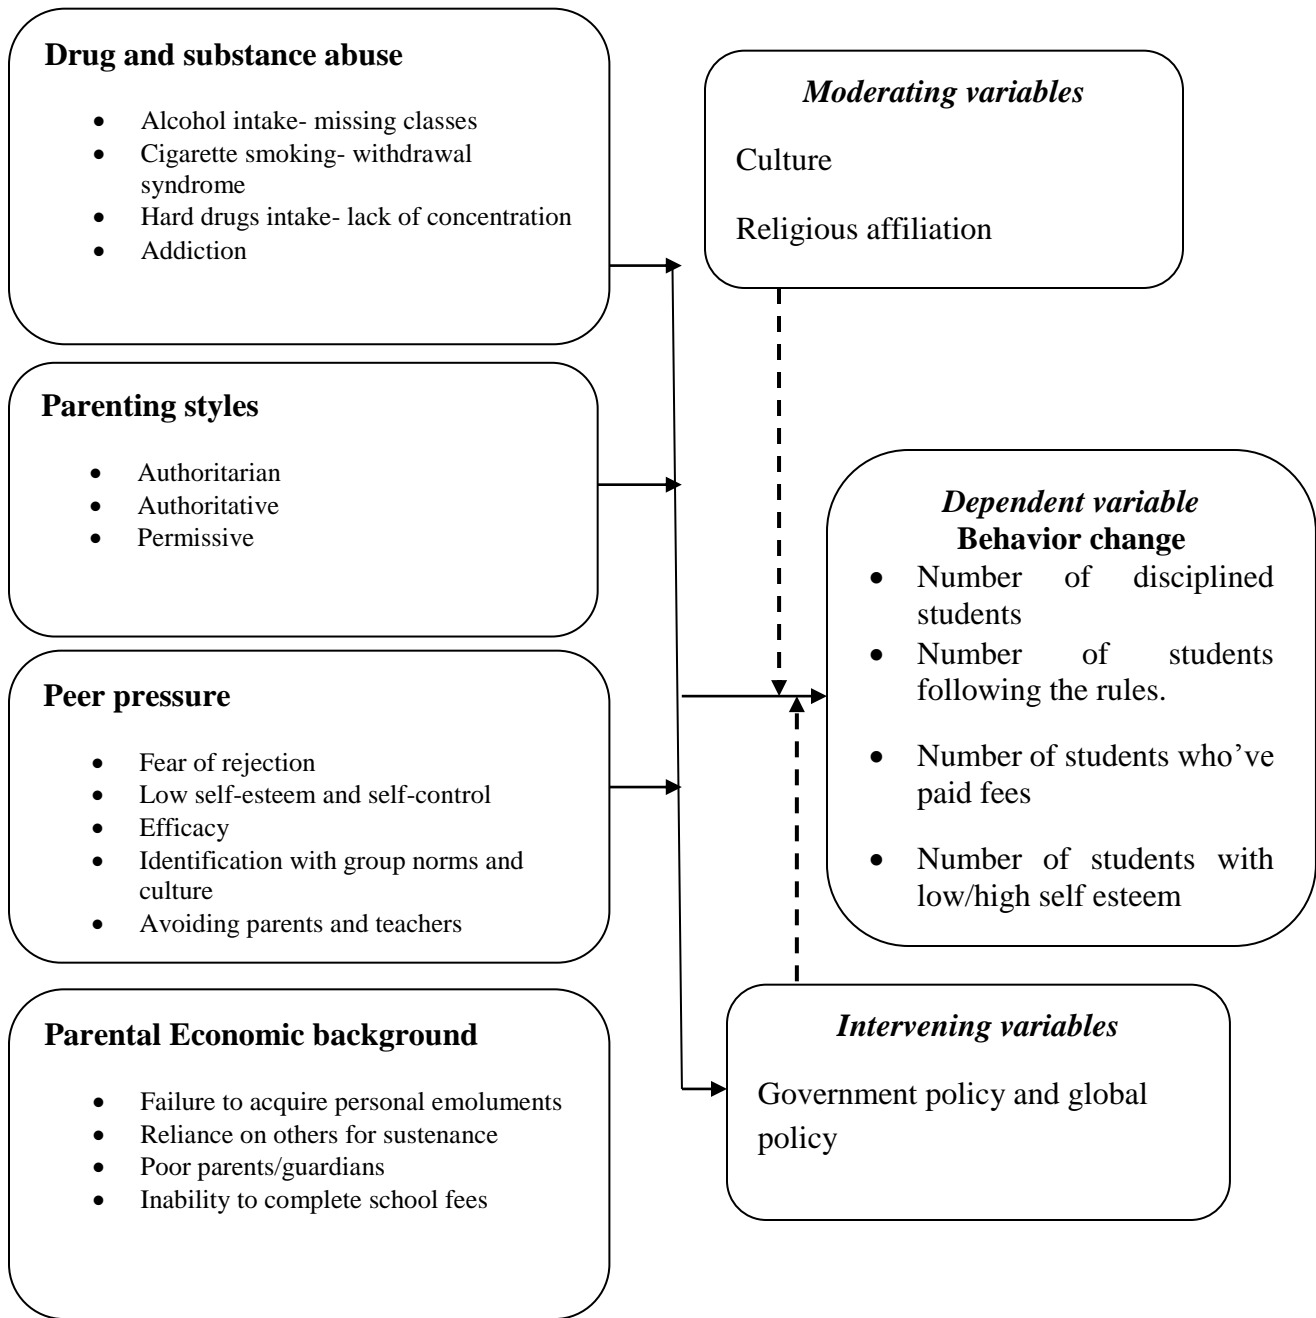 Drug and substance abuse
• Alcohol intake- missing classes
• Cigarette smoking- withdrawal
syndrome
• Hard drugs intake- lack of concentration
• Addiction
Moderating variables
Culture
Religious affiliation
Parenting styles
• Authoritarian
• Authoritative
• Permissive
Dependent variable
Behavior change
• Number of disciplined
students
• Number of students
following the rules.
• Number of students who’ve
paid fees
• Number of students with
low/high self esteem
Peer pressure
• Fear of rejection
• Low self-esteem and self-control
• Efficacy
• Identification with group norms and
culture
• Avoiding parents and teachers
Parental Economic background
• Failure to acquire personal emoluments
• Reliance on others for sustenance
• Poor parents/guardians
• Inability to complete school fees
Intervening variables
Government policy and global
policy